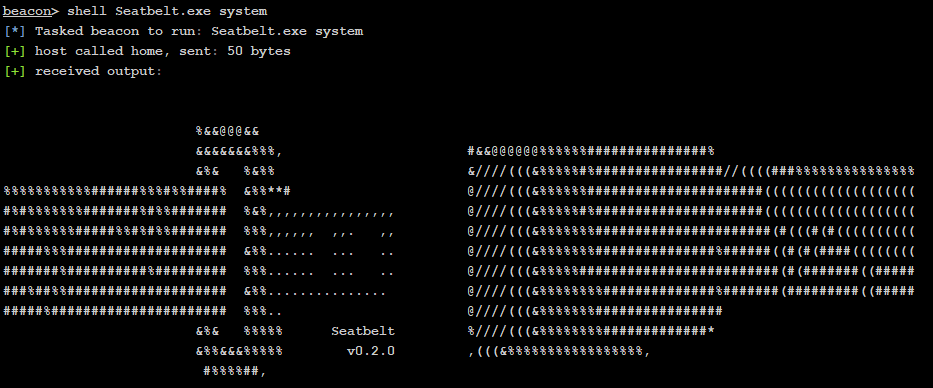 beacon> shell Seatbelt.exe system
[*] Tasked beacon to run: Seatbelt.exe system
[+] host called home, sent: 50 bytes
[+] received output:
Seatbelt
v0.2.0